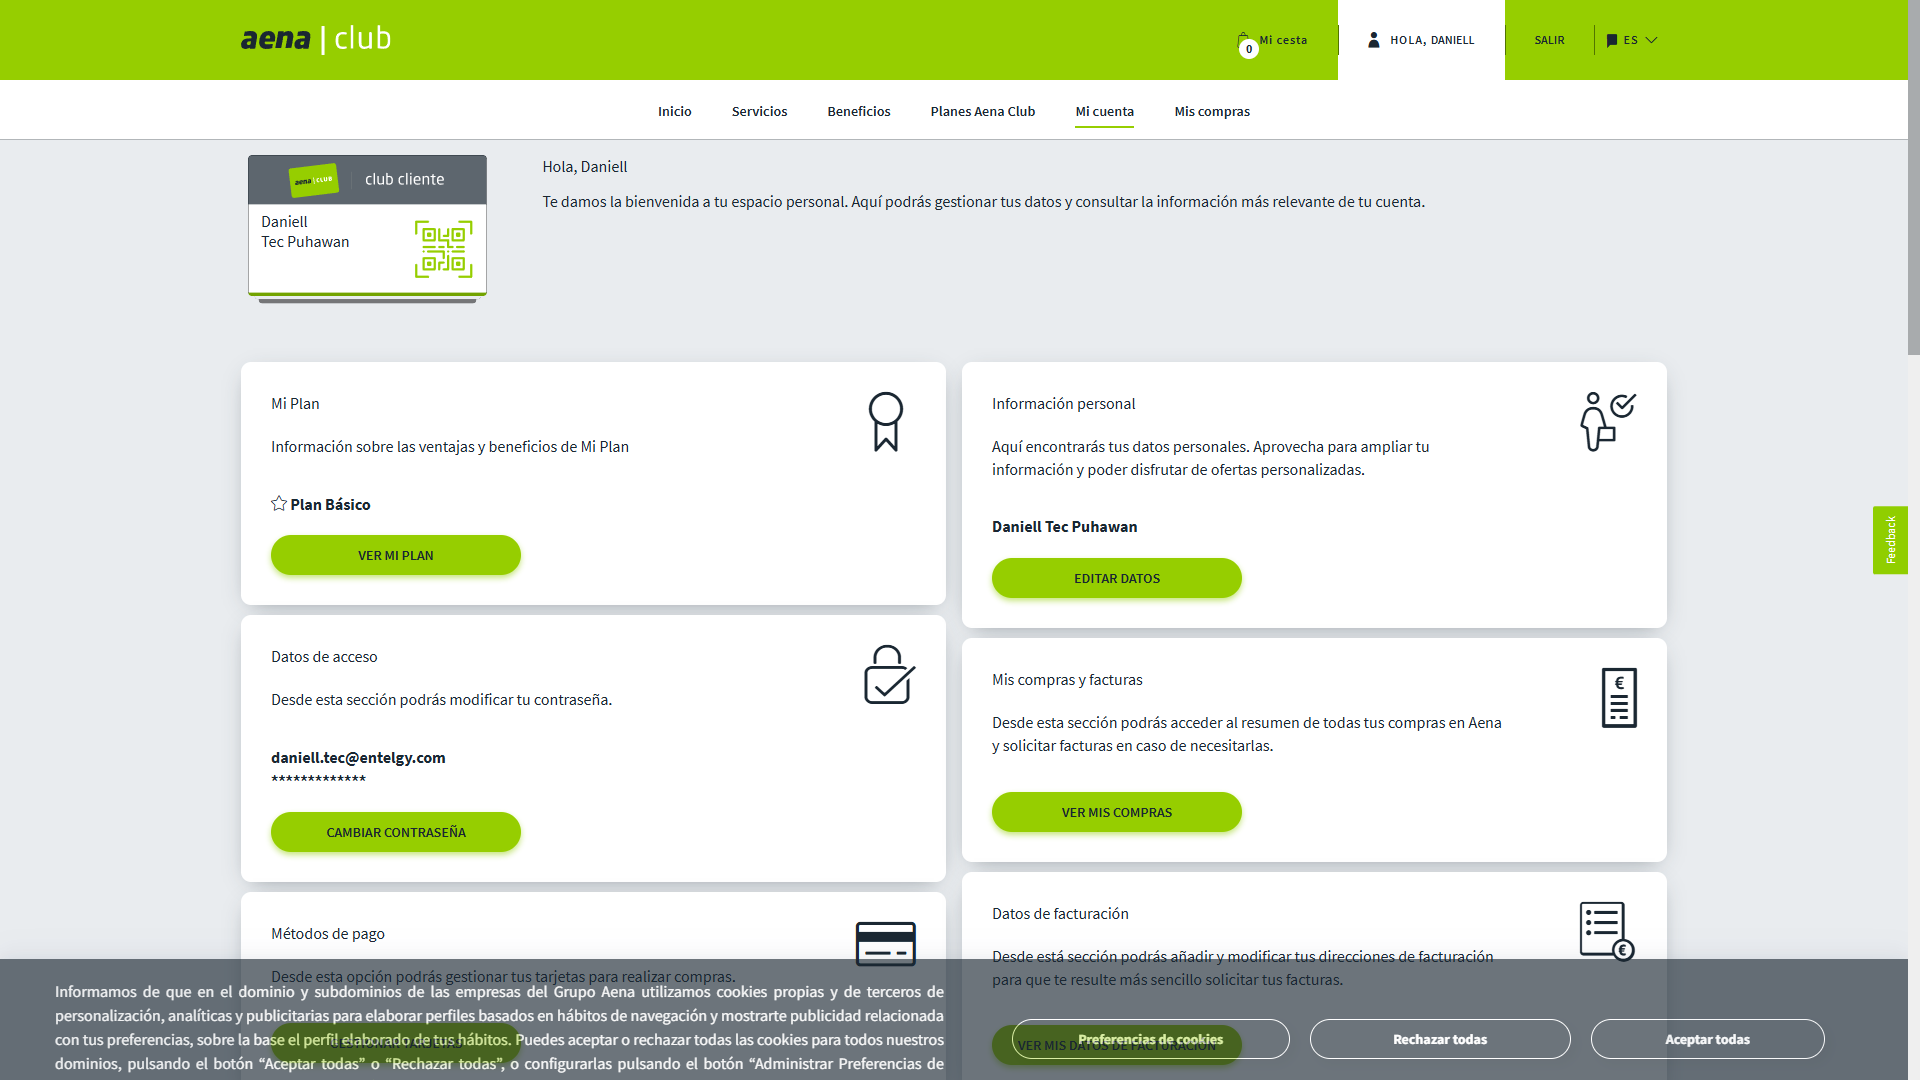 aena | club
0
Mi cesta
HOLA, DANIELL
SALIR
ES
Inicio
Servicios
Beneficios
Planes Aena Club
Mi cuenta
Mis compras
aena | CLUB
club cliente
Daniell
Tec Puhawan
Hola, Daniell
Te damos la bienvenida a tu espacio personal. Aquí podrás gestionar tus datos y consultar la información más relevante de tu cuenta.
Mi Plan
Información sobre las ventajas y beneficios de Mi Plan
Plan Básico
VER MI PLAN
Información personal
Aquí encontrarás tus datos personales. Aprovecha para ampliar tu
información y poder disfrutar de ofertas personalizadas.
Daniell Tec Puhawan
EDITAR DATOS
Feedback
Datos de acceso
Desde esta sección podrás modificar tu contraseña.
daniell.tec@entelgy.com
*************
CAMBIAR CONTRASEÑA
Mis compras y facturas
€
Desde esta sección podrás acceder al resumen de todas tus compras en Aena
y solicitar facturas en caso de necesitarlas.
VER MIS COMPRAS
Métodos de pago
Desde esta opción podrás gestionar tus tarjetas para realizar compras.
GESTIONAR TARJETAS
Datos de facturación
€
Desde está sección podrás añadir y modificar tus direcciones de facturación
para que te resulte más sencillo solicitar tus facturas.
VER MIS DATOS DE FACTURACIÓN
Informamos de que en el dominio y subdominios de las empresas del Grupo Aena utilizamos cookies propias y de terceros de
personalización, analíticas y publicitarias para elaborar perfiles basados en hábitos de navegación y mostrarte publicidad relacionada
con tus preferencias, sobre la base el perfil elaborado de tus hábitos. Puedes aceptar o rechazar todas las cookies para todos nuestros
dominios, pulsando el botón “Aceptar todas” o “Rechazar todas”, o configurarlas pulsando el botón “Administrar Preferencias de
Preferencias de cookies
Rechazar todas
Aceptar todas